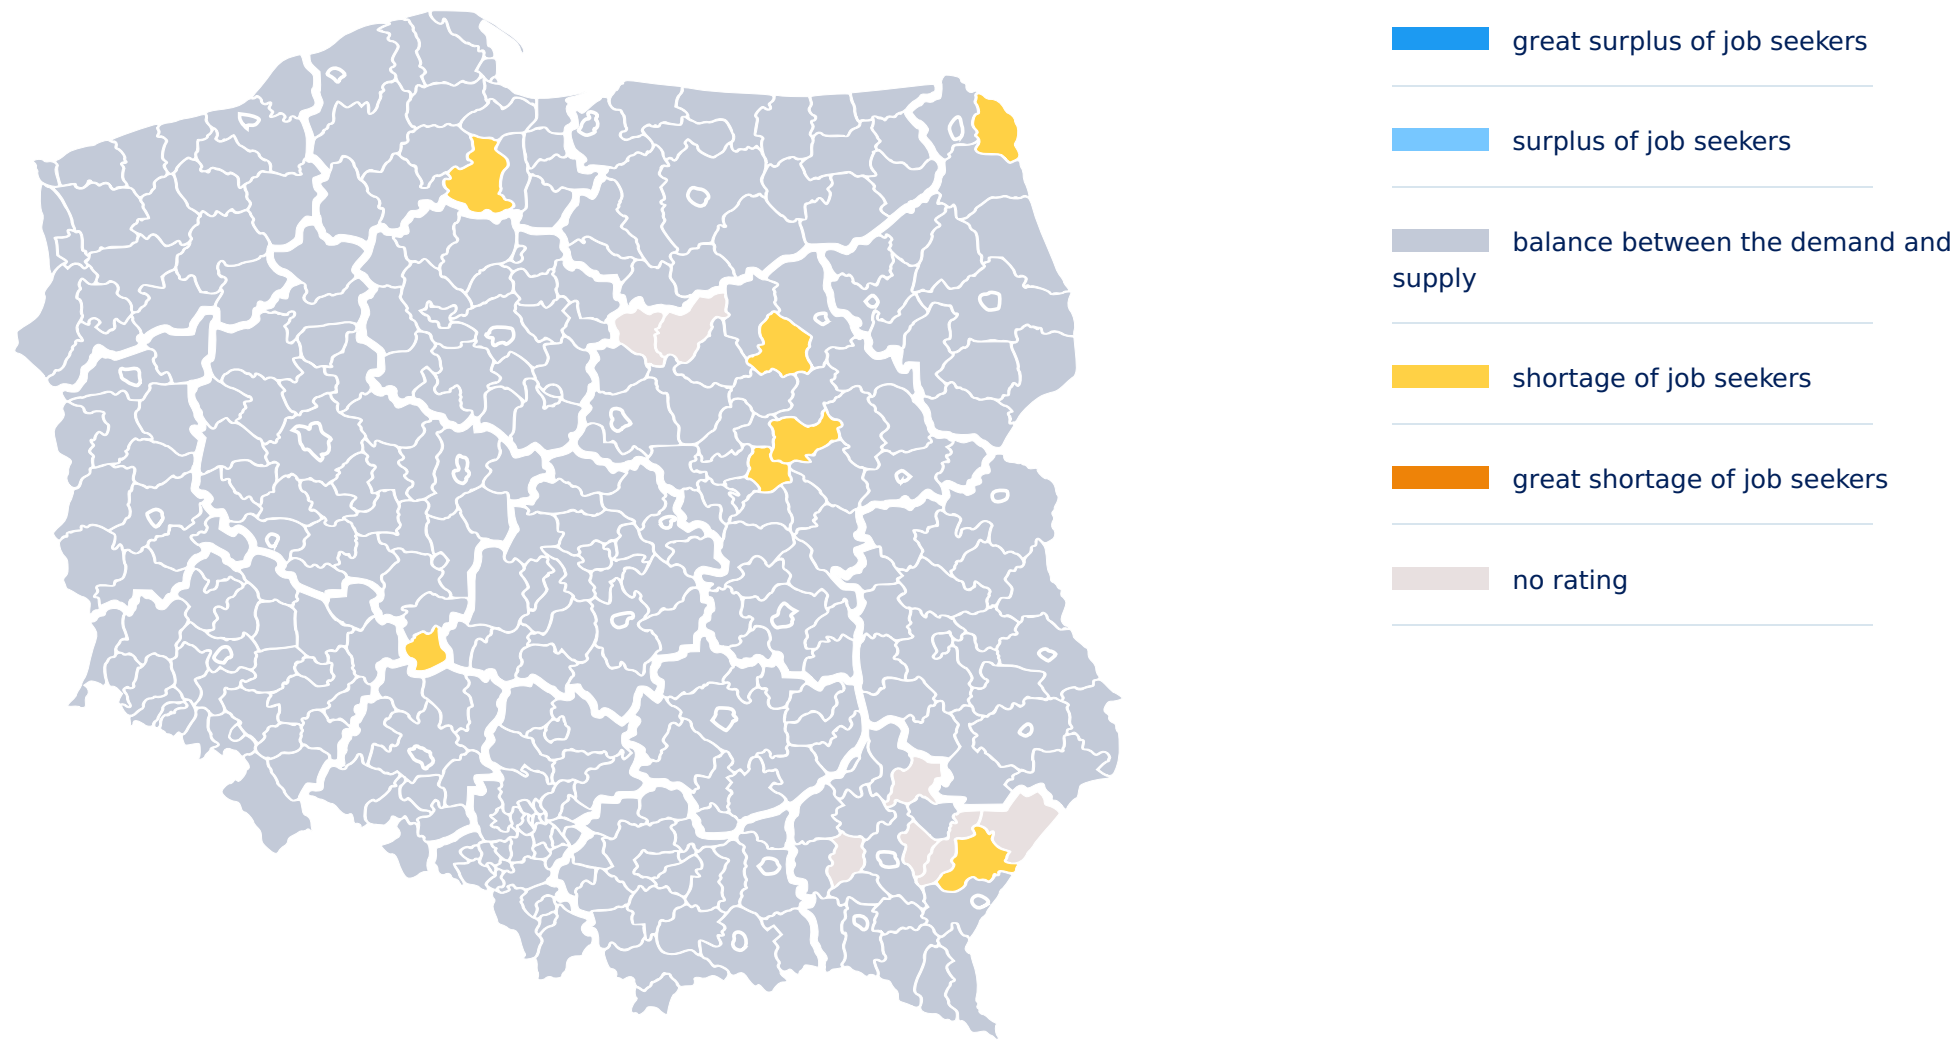 great surplus of job seekers
surplus of job seekers
balance between the demand and
supply
shortage of job seekers
great shortage of job seekers
no rating